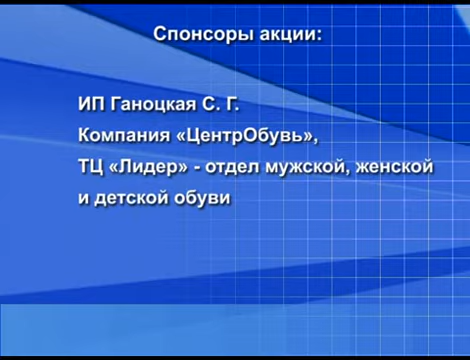 Спонсоры акции:
ИП Ганоцкая С. Г.
Компания «ЦентрОбувь»,
ТЦ «Лидер» - отдел мужской, женской
и детской обуви